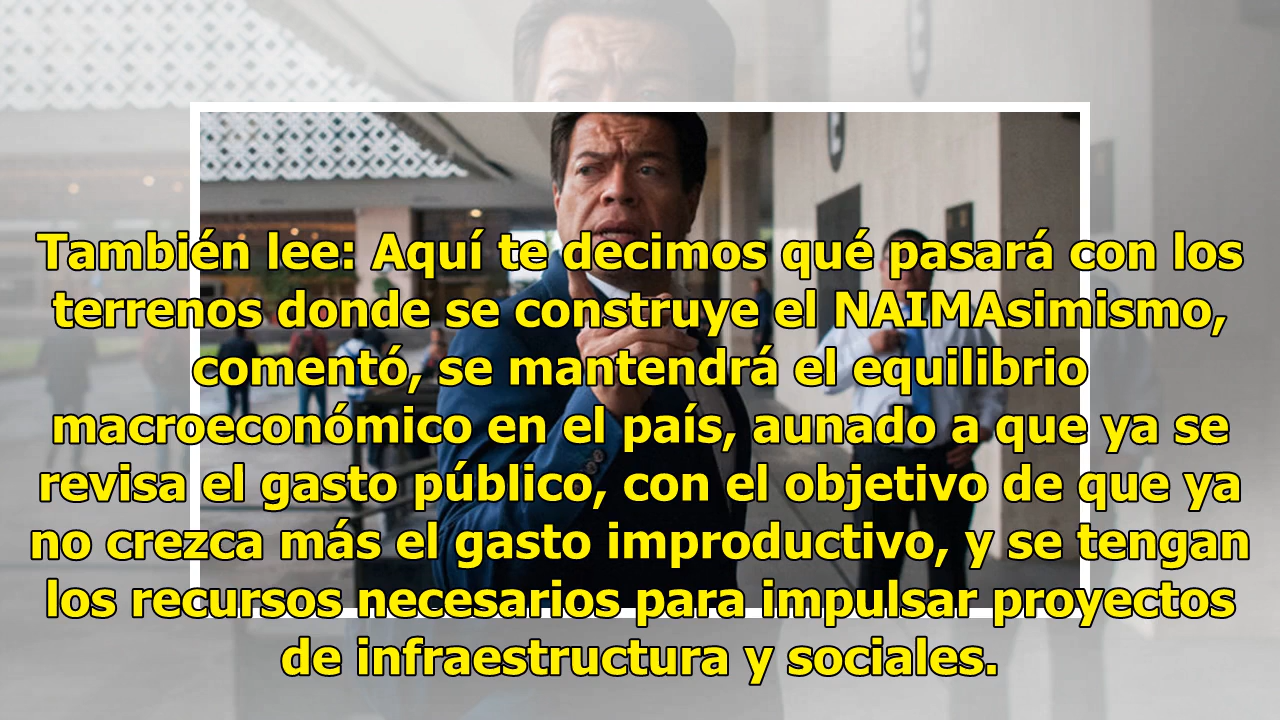 También lee: Aquí te decimos qué pasará con los
terrenos donde se construye el NAIMAsimismo,
comentó, se mantendrá el equilibrio
macroeconómico en el país, aunado a que ya se
revisa el gasto público, con el objetivo de que ya
no crezca más el gasto improductivo, y se tengan
los recursos necesarios para impulsar proyectos
de infraestructura y sociales.